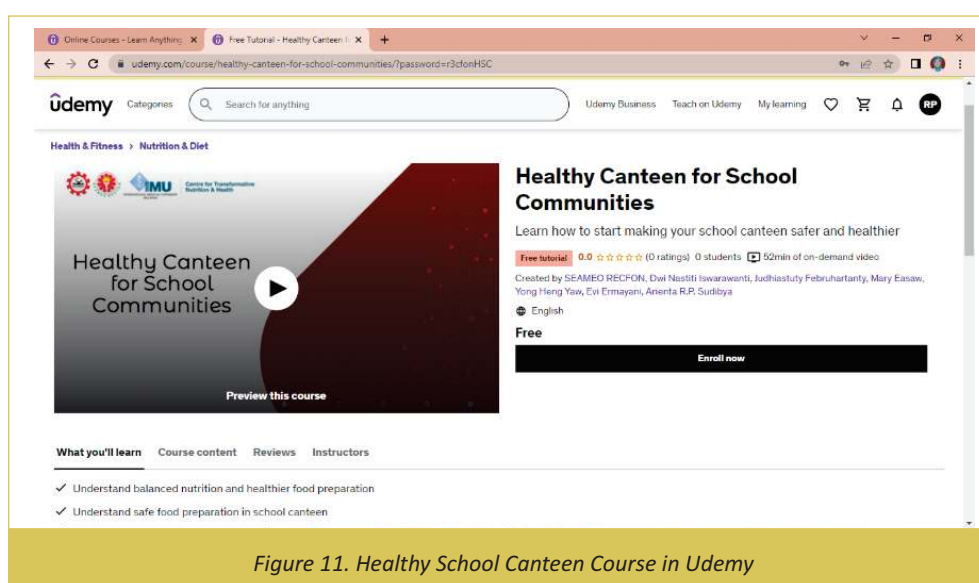 Online Courses - Learn Anything
Free Tutorial - Healthy Canteen
udemy.com/course/healthy-canteen-for-school-communities/?password=r3cfonHSC
ûdemy
Categories
Search for anything
Udemy Business
Teach on Udemy
My learning
RP
Health & Fitness > Nutrition & Diet
IMU
Centre for Transformative
Nutrition & Health
Healthy Canteen
for School
Communities
Preview this course
Healthy Canteen for School
Communities
Learn how to start making your school canteen safer and healthier
Free tutorial 0.0 (0 ratings) 0 students 52min of on-demand video
Created by SEAMEO RECFON, Dwi Nastiti Iswarawanti, Judhiastuty Februhartanty, Mary Easaw,
Yong Heng Yaw, Evi Ermayani, Arienta R.P. Sudibya
English
Free
Enroll now
What you'll learn Course content Reviews Instructors
Understand balanced nutrition and healthier food preparation
Understand safe food preparation in school canteen
Figure 11. Healthy School Canteen Course in Udemy